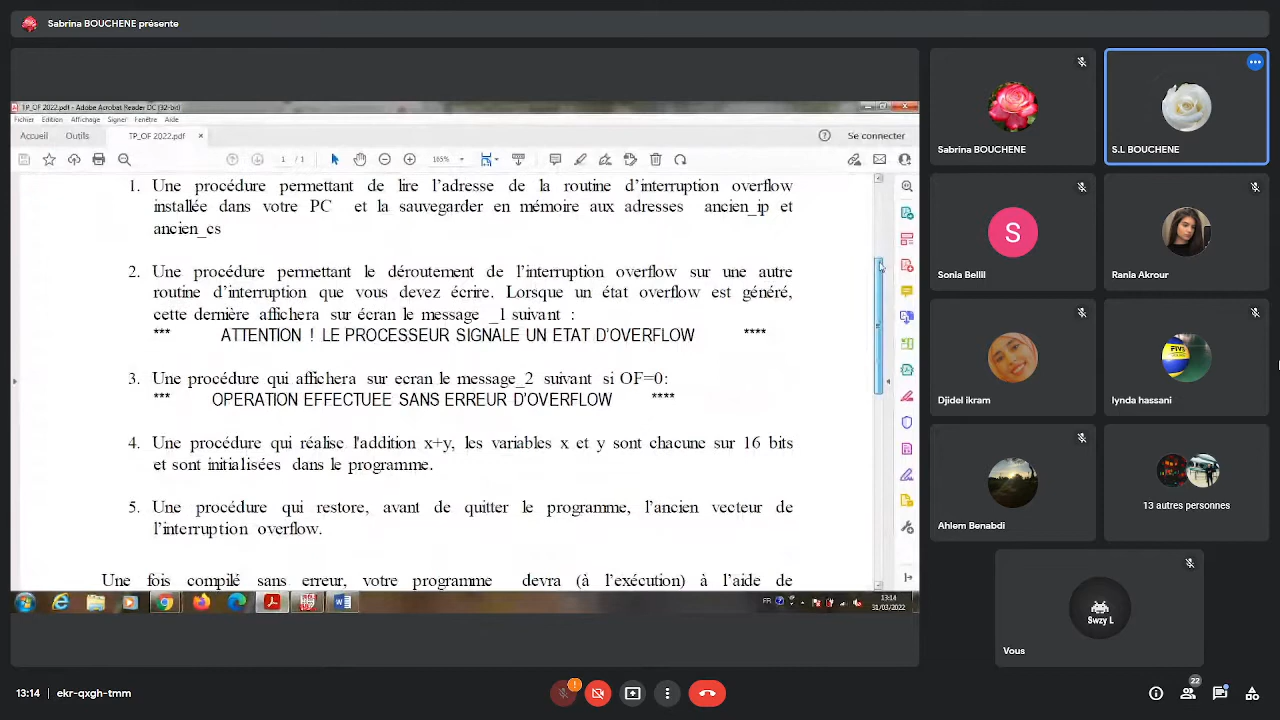 Sabrina BOUCHENE présente
TP_OF 2022.pdf - Adobe Acrobat Reader DC (32-bit)
Fichier Edition Affichage Signer Fenêtre Aide
Accueil Outils TP_OF 2022.pdf × Se connecter
1 / 1 165%
1. Une procédure permettant de lire l'adresse de la routine d'interruption overflow
installée dans votre PC et la sauvegarder en mémoire aux adresses ancien_ip et
ancien_cs
2. Une procédure permettant le déroutement de l'interruption overflow sur une autre
routine d'interruption que vous devez écrire. Lorsque un état overflow est généré,
cette dernière affichera sur écran le message _1 suivant :
*** ATTENTION ! LE PROCESSEUR SIGNALE UN ETAT D'OVERFLOW ****
3. Une procédure qui affichera sur ecran le message_2 suivant si OF=0:
*** OPERATION EFFECTUEE SANS ERREUR D'OVERFLOW ****
4. Une procédure qui réalise l'addition x+y, les variables x et y sont chacune sur 16 bits
et sont initialisées dans le programme.
5. Une procédure qui restore, avant de quitter le programme, l'ancien vecteur de
l'interruption overflow.
Une fois compilé sans erreur, votre programme devra (à l'exécution) à l'aide de
FR 13:14
31/03/2022
Sabrina BOUCHENE
S.L BOUCHENE
S
Sonia Bellil
Rania Akrour
Djidel ikram
lynda hassani
Ahlem Benabdi
13 autres personnes
Swzy L
Vous
13:14 | ekr-qxgh-tmm
22